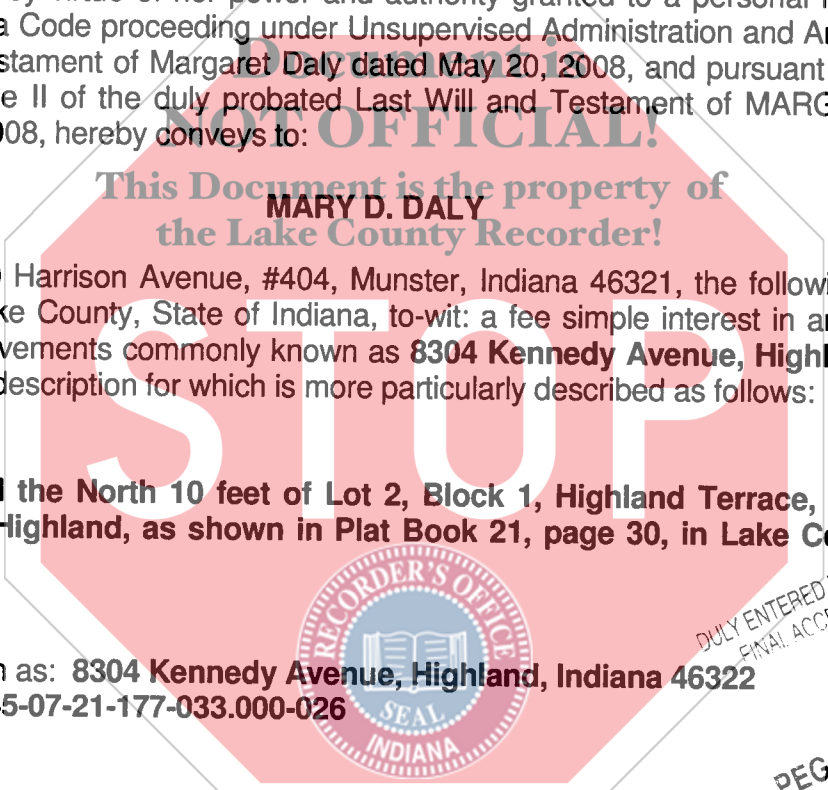 a Code proceeding under Unsupervised Administration and
stament of Margaret Daly dated May 20, 2008, and pursuant
e II of the duly probated Last Will and Testament of MARG
08, hereby conveys to:
Document is
NOT OFFICIAL!
This Document is the property of
the Lake County Recorder!
MARY D. DALY
Harrison Avenue, #404, Munster, Indiana 46321, the followi
ke County, State of Indiana, to-wit: a fee simple interest in
vements commonly known as 8304 Kennedy Avenue, Highl
description for which is more particularly described as follows:
STOP
the North 10 feet of Lot 2, Block 1, Highland Terrace,
Highland, as shown in Plat Book 21, page 30, in Lake Co
RECORDER'S OFFICE
SEAL
INDIANA
DULY ENTERED
FINAL ACCE
n as: 8304 Kennedy Avenue, Highland, Indiana 46322
5-07-21-177-033.000-026
PEG